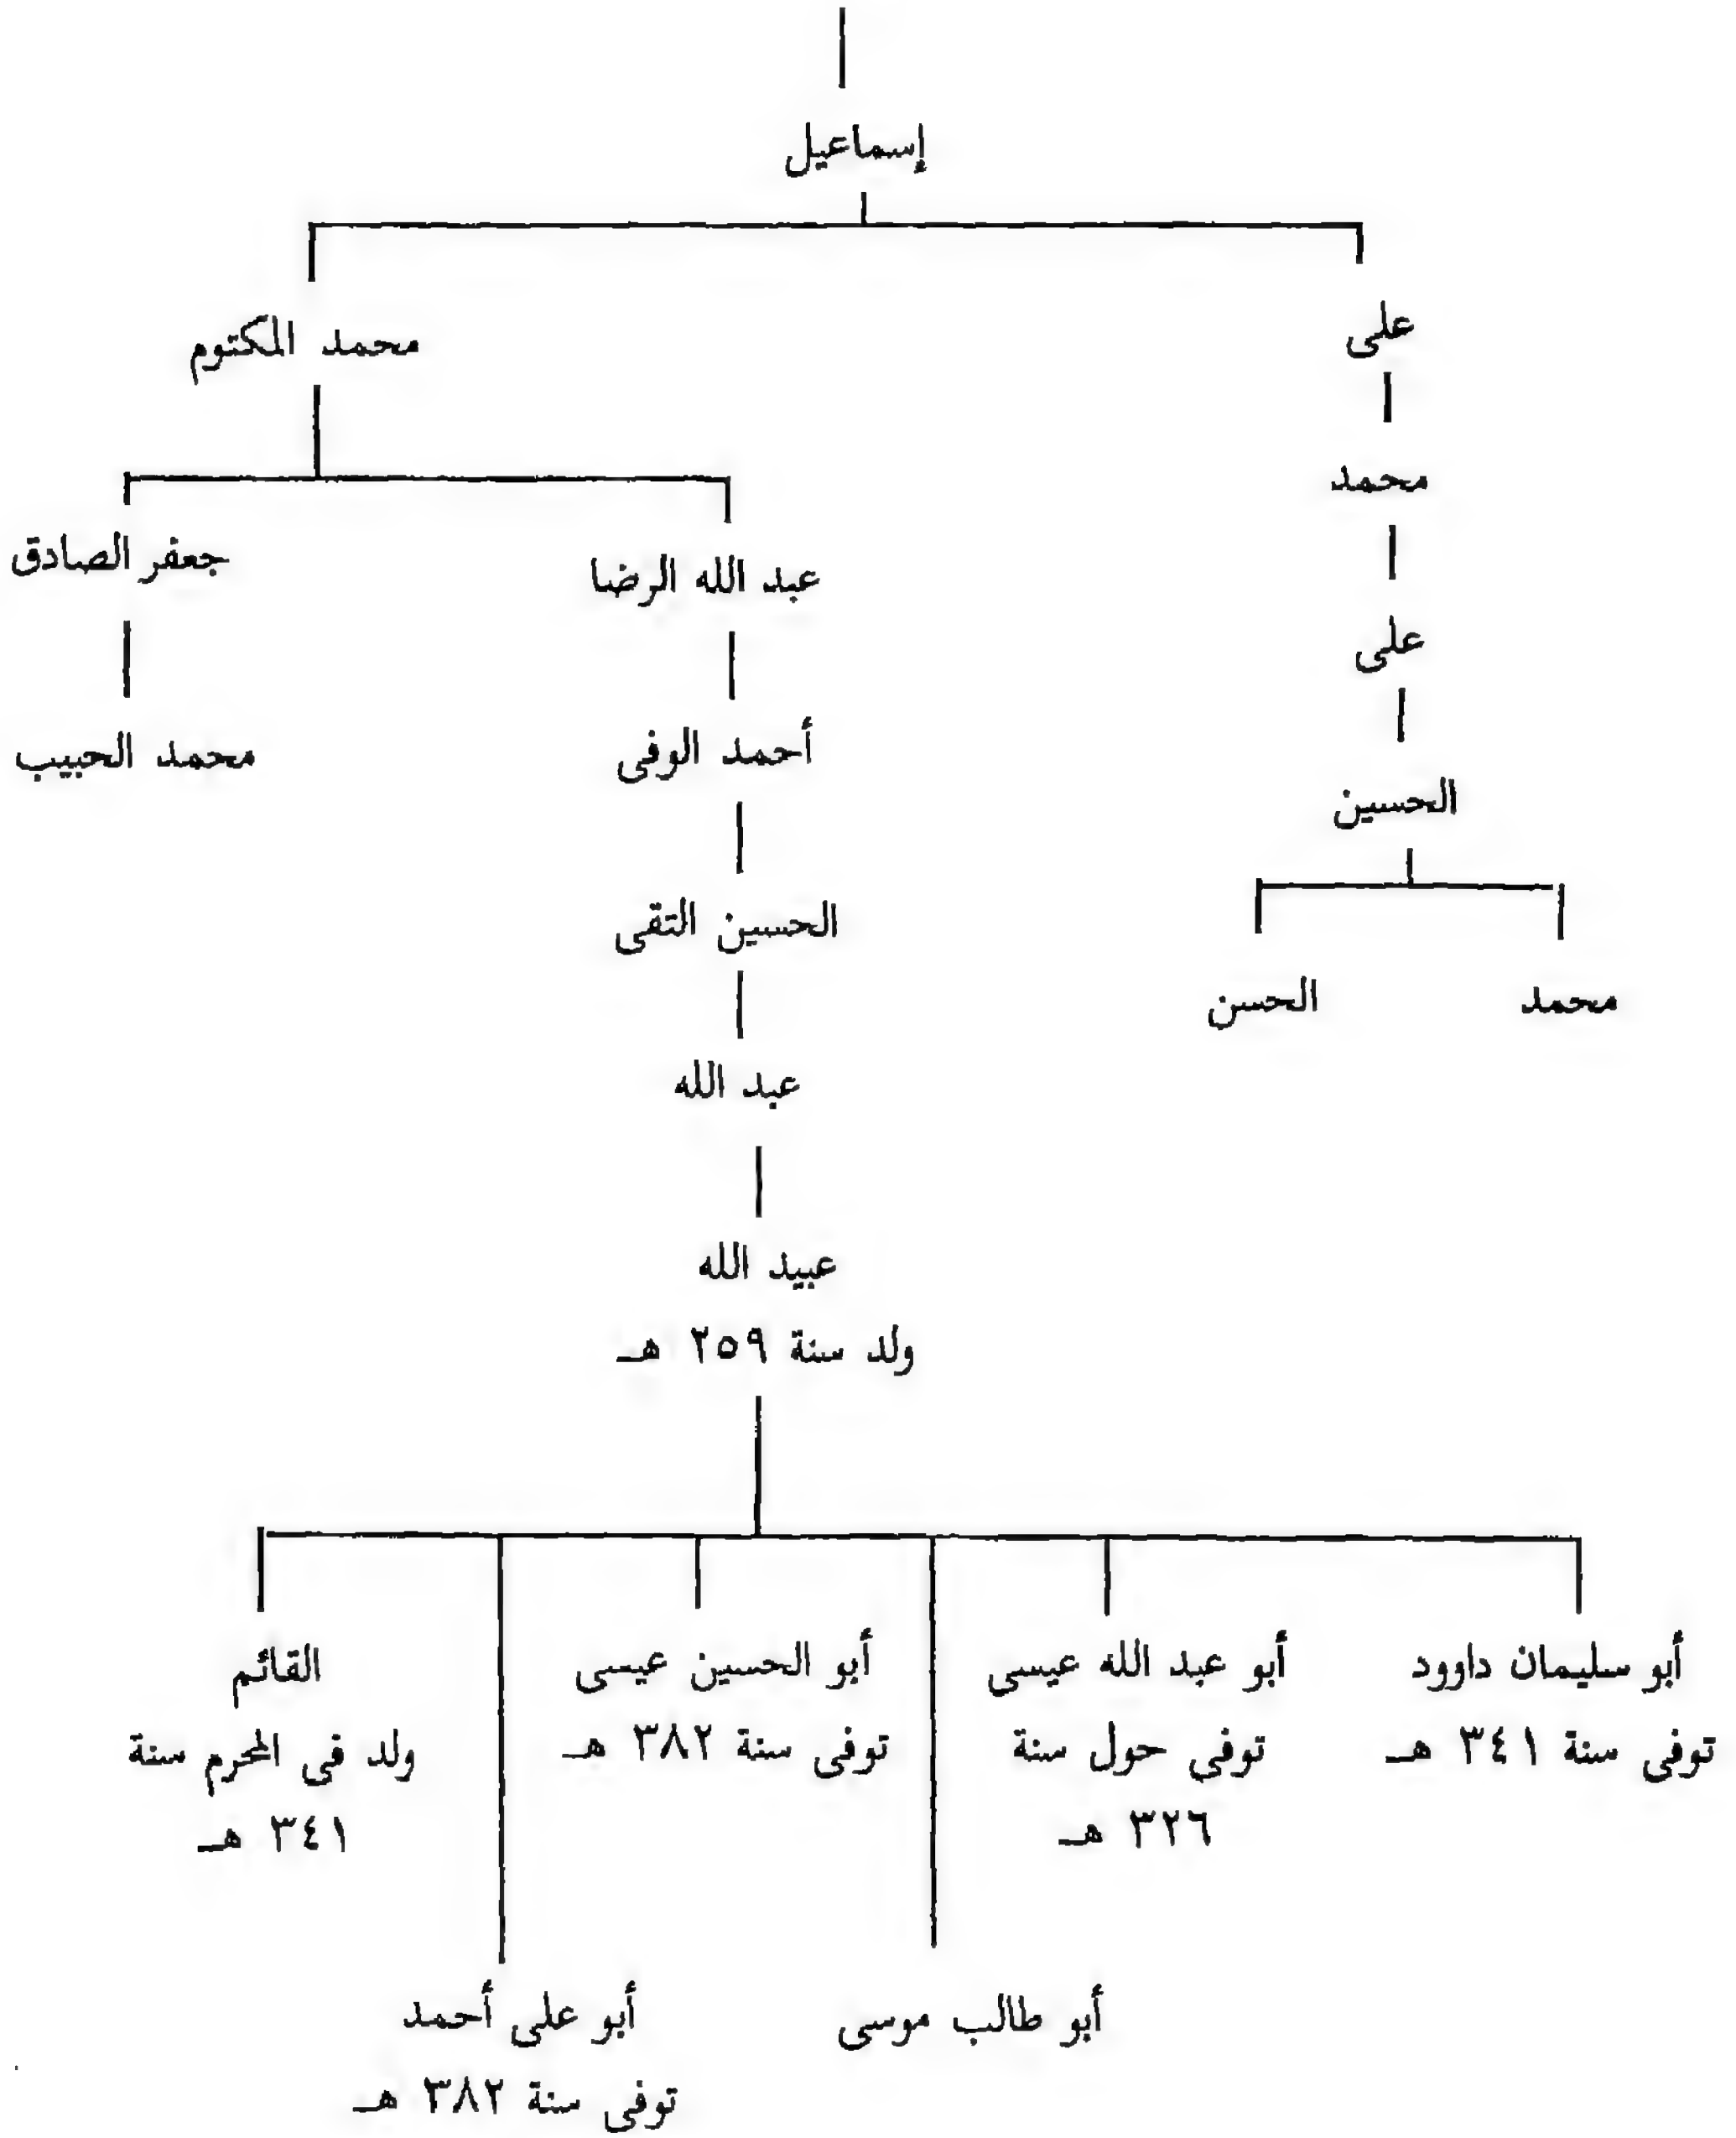 إسماعيل
على
محمد المكتوم
محمد
جعفر الصادق
عبد الله الرضا
على
أحمد الوفى
محمد الحبيب
الحسين
الحسين التقى
محمد
الحسن
عبد الله
عبيد الله
ولد سنة ٢٥٩ هـ
أبو سليمان داوود
توفى سنة ٣٤١ هـ
أبو عبد الله عيسى
توفى حول سنة
٣٢٦ هـ
أبو الحسين عيسى
توفى سنة ٣٨٢ هـ
القائم
ولد فى المحرم سنة
٣٤١ هـ
أبو طالب موسى
أبو على أحمد
توفى سنة ٣٨٢ هـ